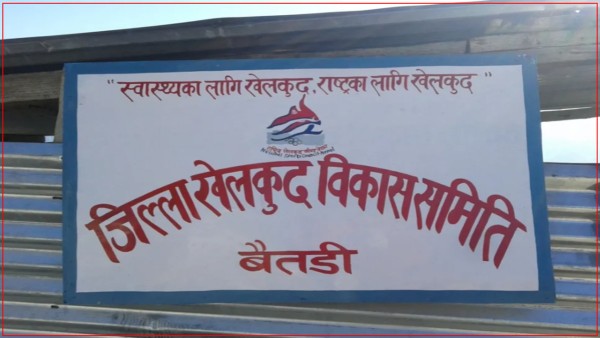 " स्वास्थ्यका लागि खेलकुद, राष्ट्रका लागि खेलकुद "
जिल्ला खेलकुद विकास समिति
बैतडी